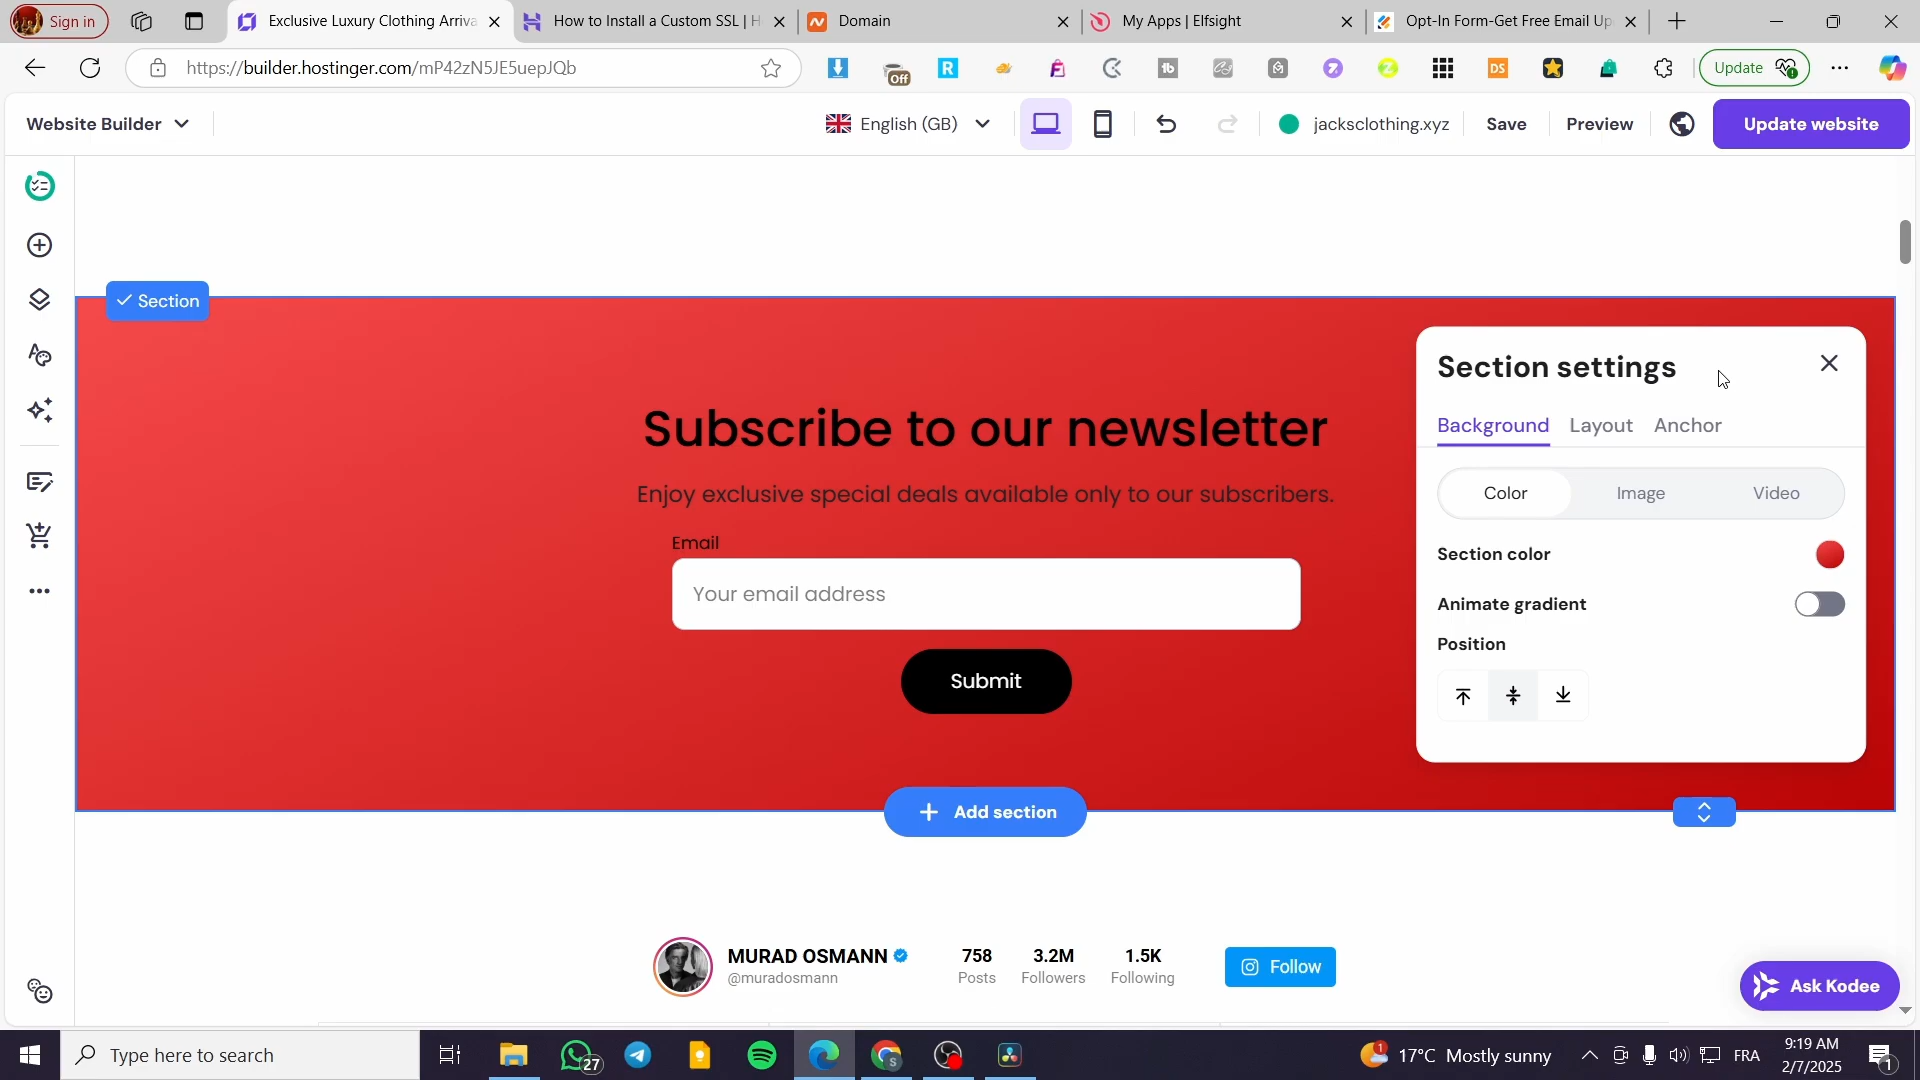 Sign in
Exclusive Luxury Clothing Arriva
How to Install a Custom SSL | H
Domain
My Apps | Elfsight
Opt-In Form-Get Free Email Up
https://builder.hostinger.com/mP42zN5JE5uepJQb
Off
R
tb
DS
Update
Website Builder
English (GB)
jacksclothing.xyz
Save
Preview
Update website
Section
Subscribe to our newsletter
Enjoy exclusive special deals available only to our subscribers.
Email
Your email address
Submit
Section settings
Background
Layout
Anchor
Color
Image
Video
Section color
Animate gradient
Position
Add section
MURAD OSMANN
@muradosmann
758
Posts
3.2M
Followers
1.5K
Following
Follow
Ask Kodee
Type here to search
27
S
1
17°C Mostly sunny
FRA
9:19 AM
2/7/2025
1